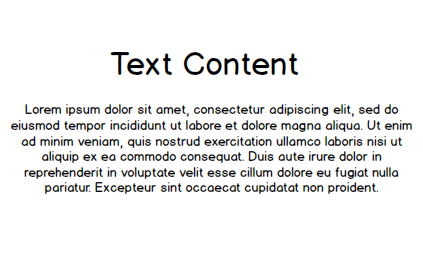 Text Content
Lorem ipsum dolor sit amet, consectetur adipiscing elit, sed do
eiusmod tempor incididunt ut labore et dolore magna aliqua. Ut enim
ad minim veniam, quis nostrud exercitation ullamco laboris nisi ut
aliquip ex ea commodo consequat. Duis aute irure dolor in
reprehenderit in voluptate velit esse cillum dolore eu fugiat nulla
pariatur. Excepteur sint occaecat cupidatat non proident.